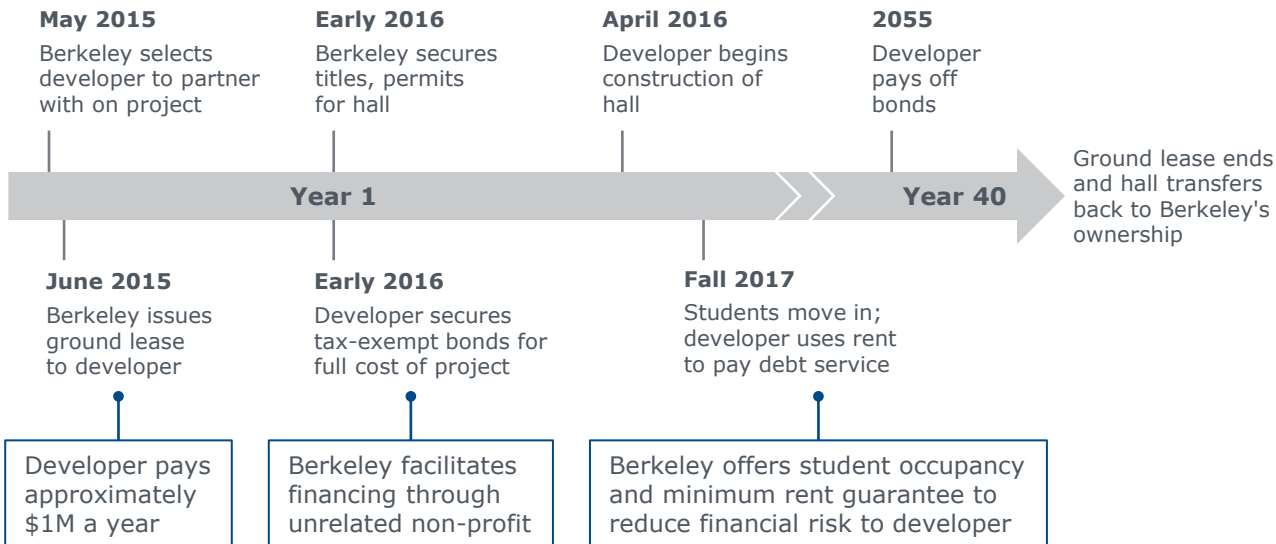 May 2015
Berkeley selects
developer to partner
with on project
Early 2016
Berkeley secures
titles, permits
for hall
April 2016
Developer begins
construction of
hall
2055
Developer
pays off
bonds
Year 1
Year 40
Ground lease ends
and hall transfers
back to Berkeley's
ownership
June 2015
Berkeley issues
ground lease
to developer
Early 2016
Developer secures
tax-exempt bonds for
full cost of project
Fall 2017
Students move in;
developer uses rent
to pay debt service
Developer pays
approximately
$1M a year
Berkeley facilitates
financing through
unrelated non-profit
Berkeley offers student occupancy
and minimum rent guarantee to
reduce financial risk to developer